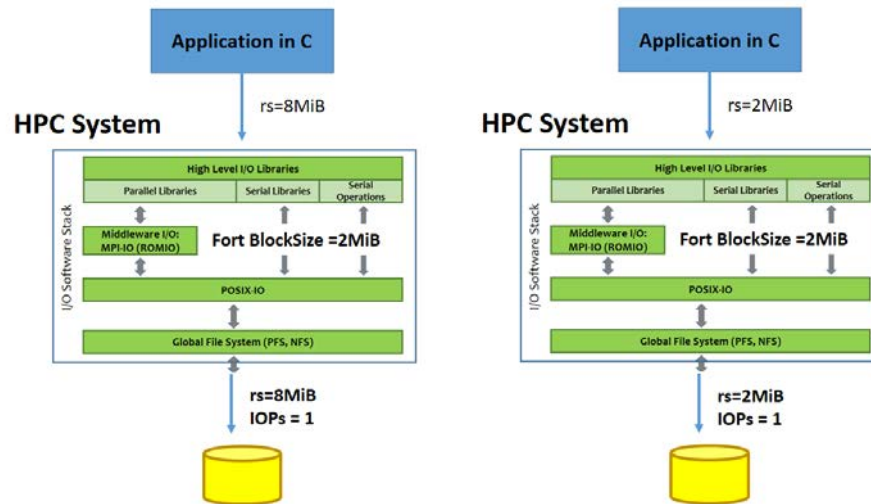 Application in C
rs=8MiB
HPC System
I/O Software Stack
High Level I/O Libraries
Parallel Libraries
Serial Libraries
Serial
Operations
Middleware I/O:
MPI-IO (ROMIO)
Fort BlockSize =2MiB
POSIX-IO
Global File System (PFS, NFS)
rs=8MiB
IOPs = 1
Application in C
rs=2MiB
HPC System
I/O Software Stack
High Level I/O Libraries
Parallel Libraries
Serial Libraries
Serial
Operations
Middleware I/O:
MPI-IO (ROMIO)
Fort BlockSize =2MiB
POSIX-IO
Global File System (PFS, NFS)
rs=2MiB
IOPs = 1